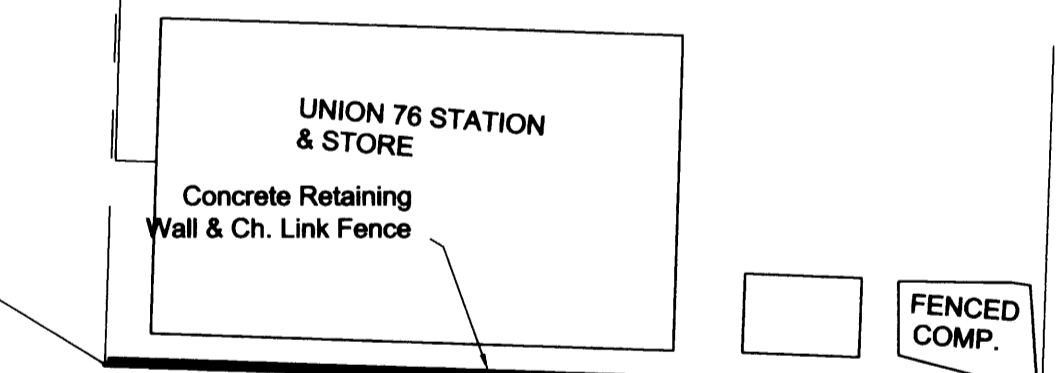 UNION 76 STATION
& STORE
Concrete Retaining
Wall & Ch. Link Fence
FENCED
COMP.